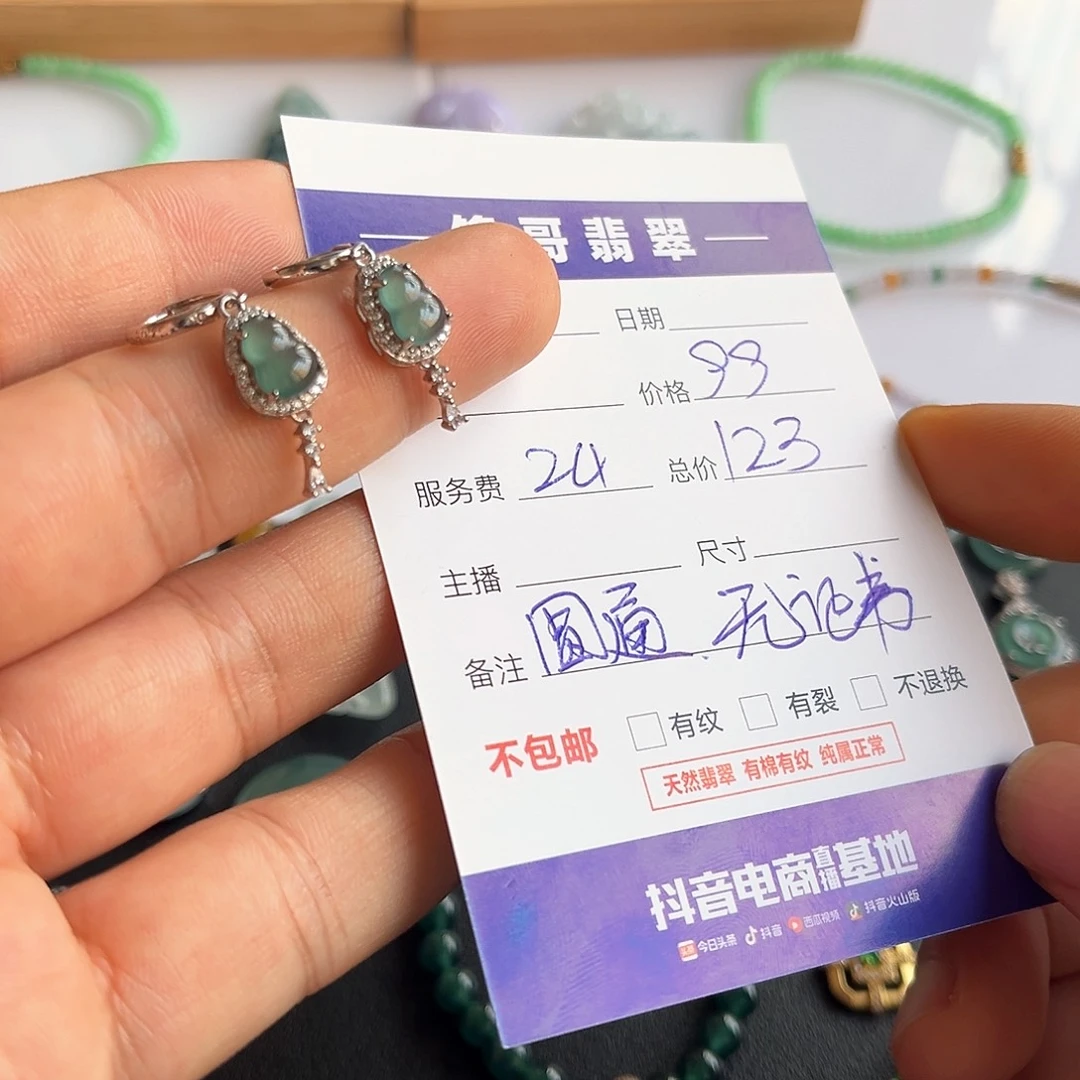 哥翡翠
日期
价格 99
服务费 24 总价 123
主播 尺寸
备注 圆扁 无证书
不包邮 有纹 有裂 不退换
天然翡翠 有棉有纹 纯属正常
抖音电商直播基地
今日头条 抖音 西瓜视频 抖音火山版